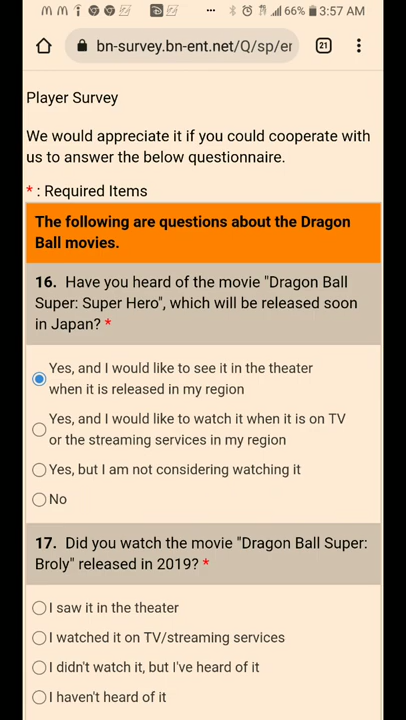 66% 3:57 AM
bn-survey.bn-ent.net/Q/sp/er 21
Player Survey
We would appreciate it if you could cooperate with
us to answer the below questionnaire.
* : Required Items
The following are questions about the Dragon
Ball movies.
16. Have you heard of the movie "Dragon Ball
Super: Super Hero", which will be released soon
in Japan? *
Yes, and I would like to see it in the theater
when it is released in my region
Yes, and I would like to watch it when it is on TV
or the streaming services in my region
Yes, but I am not considering watching it
No
17. Did you watch the movie "Dragon Ball Super:
Broly" released in 2019? *
I saw it in the theater
I watched it on TV/streaming services
I didn't watch it, but I've heard of it
I haven't heard of it